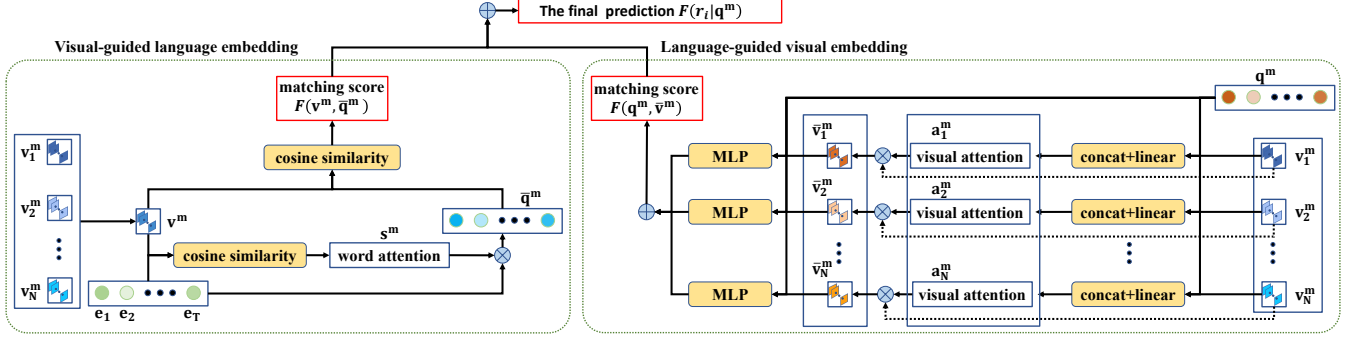 The final prediction F(r_i|q^m)
Visual-guided language embedding
matching score
F(v^m, q̄^m)
cosine similarity
v_1^m
v_2^m
v_N^m
v^m
q̄^m
s^m
cosine similarity
word attention
e_1 e_2 e_T
Language-guided visual embedding
matching score
F(q^m, v̄^m)
q^m
v̄_1^m
a_1^m
MLP
visual attention
concat+linear
v_1^m
v̄_2^m
a_2^m
MLP
visual attention
concat+linear
v_2^m
v̄_N^m
a_N^m
MLP
visual attention
concat+linear
v_N^m